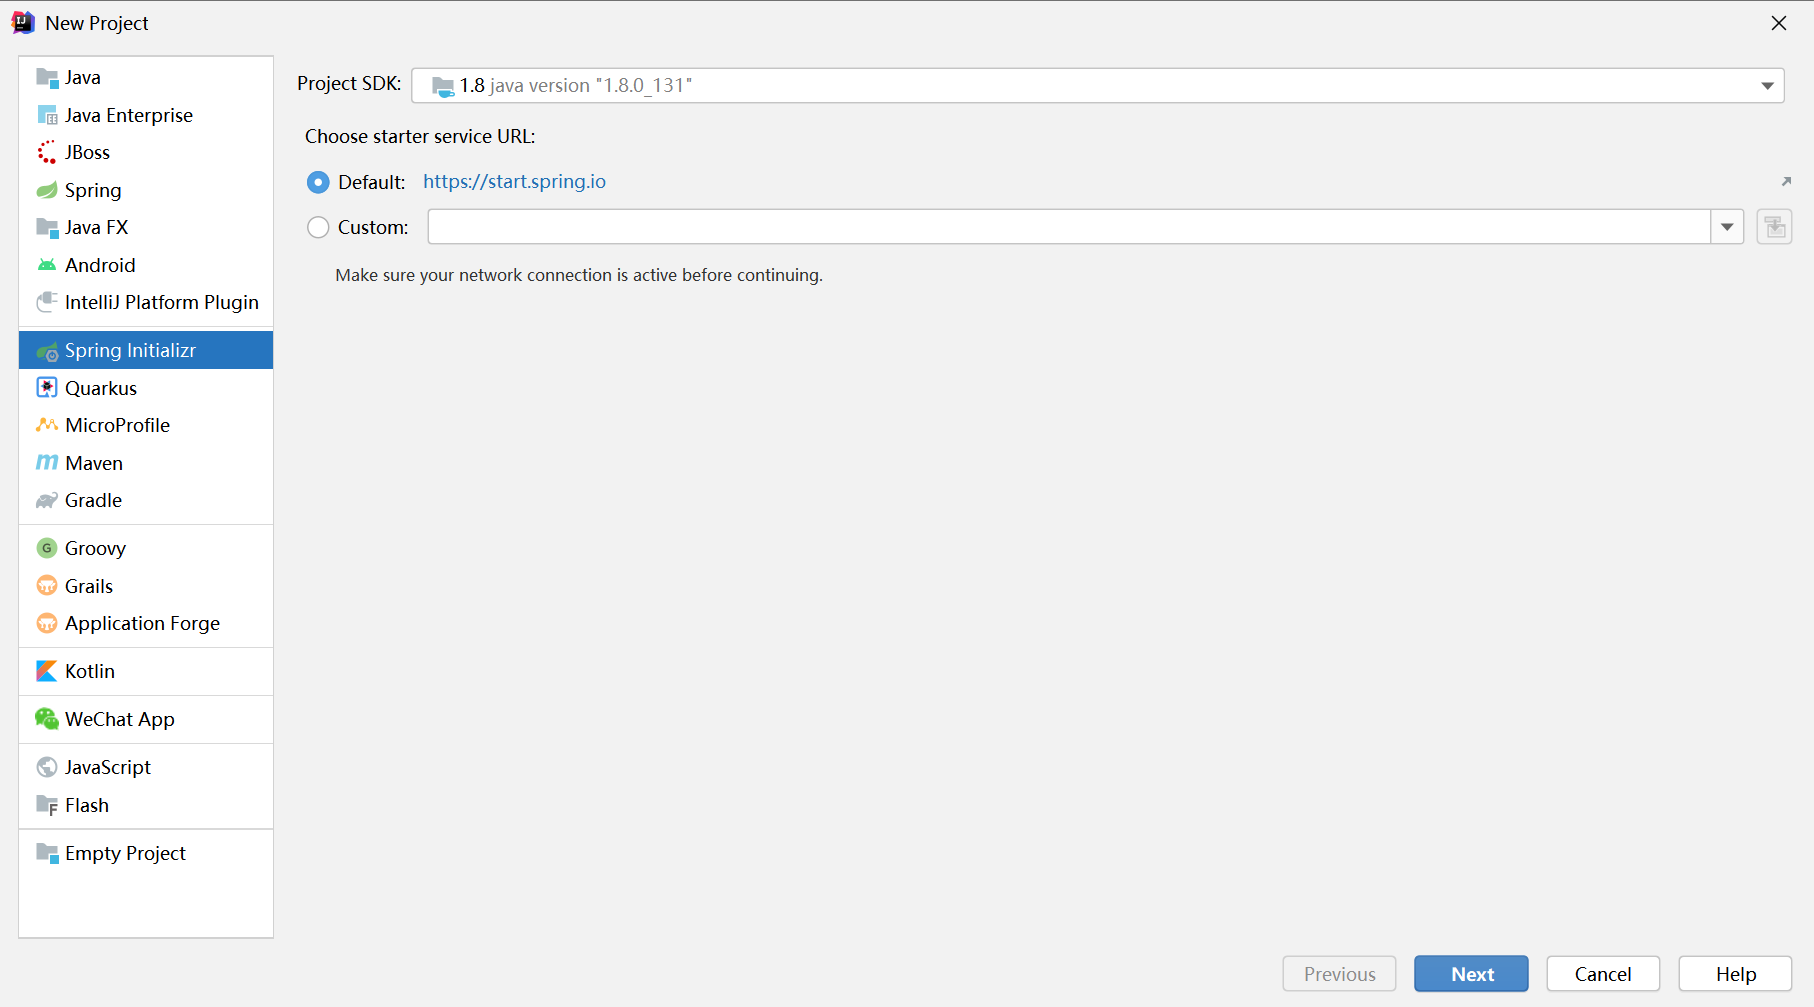 New Project
Java
Java Enterprise
JBoss
Spring
Java FX
Android
IntelliJ Platform Plugin
Spring Initializr
Quarkus
MicroProfile
Maven
Gradle
Groovy
Grails
Application Forge
Kotlin
WeChat App
JavaScript
Flash
Empty Project
Project SDK: 1.8 java version "1.8.0_131"
Choose starter service URL:
Default: https://start.spring.io
Custom:
Make sure your network connection is active before continuing.
Previous Next Cancel Help